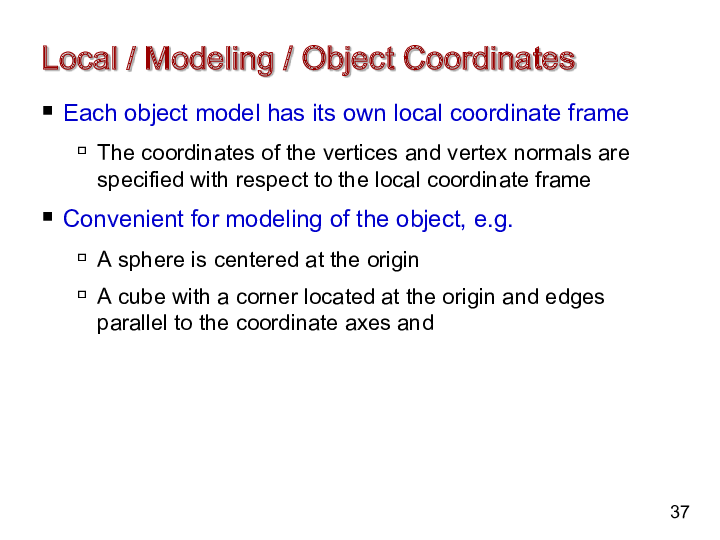 Local / Modeling / Object Coordinates
▪ Each object model has its own local coordinate frame
▫ The coordinates of the vertices and vertex normals are
specified with respect to the local coordinate frame
▪ Convenient for modeling of the object, e.g.
▫ A sphere is centered at the origin
▫ A cube with a corner located at the origin and edges
parallel to the coordinate axes and
37